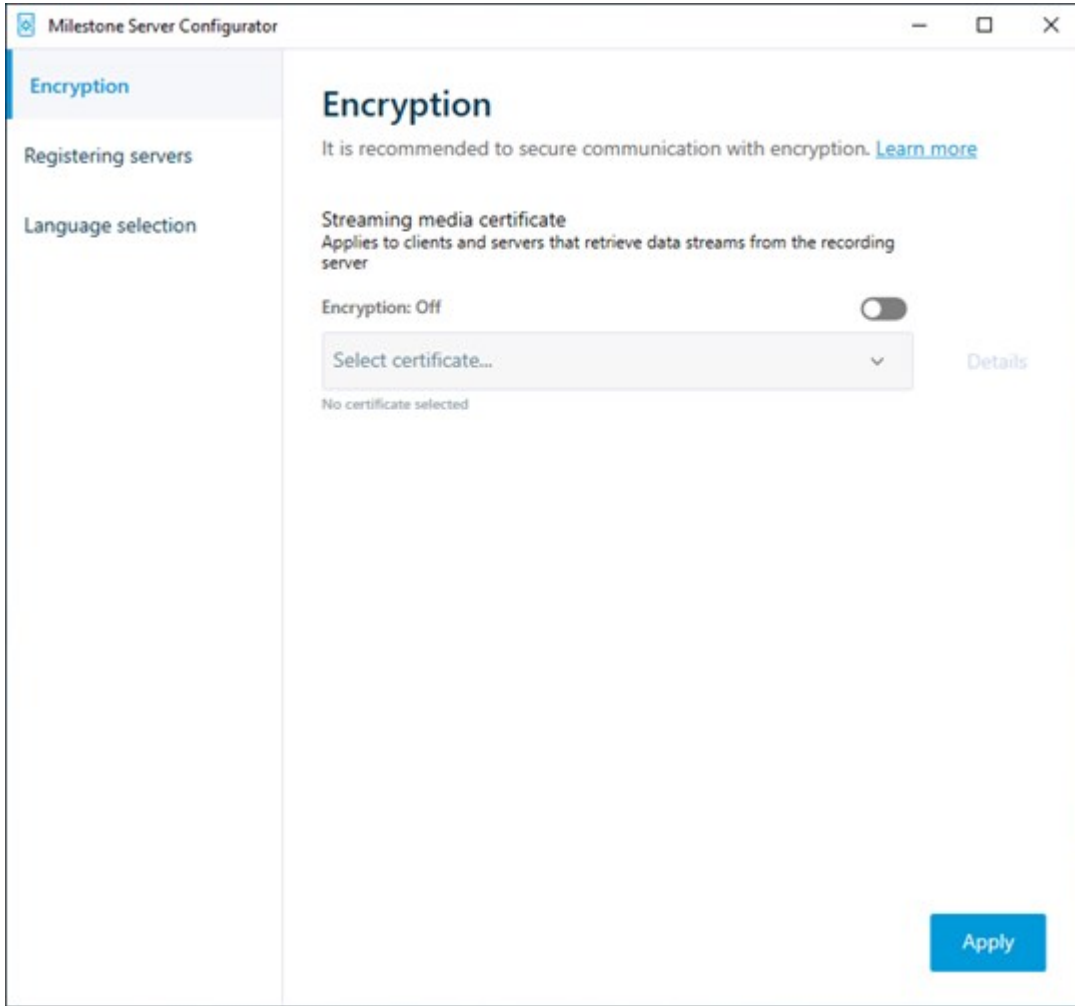 Milestone Server Configurator
Encryption
Registering servers
Language selection
Encryption
It is recommended to secure communication with encryption. Learn more
Streaming media certificate
Applies to clients and servers that retrieve data streams from the recording
server
Encryption: Off
Select certificate...
Details
No certificate selected
Apply